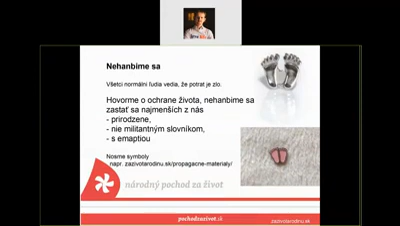 Nehanbime sa
Všetci normálni ľudia vedia, že potrat je zlo.
Hovorme o ochrane života, nehanbime sa
zastať sa najmenších z nás
- prirodzene,
- nie militantným slovníkom,
- s emaptiou
Nosme symboly
napr. zazivotarodinu.sk/propagacne-materialy/
národný pochod za život
pochodzazivot.sk
zazivotarodinu.sk